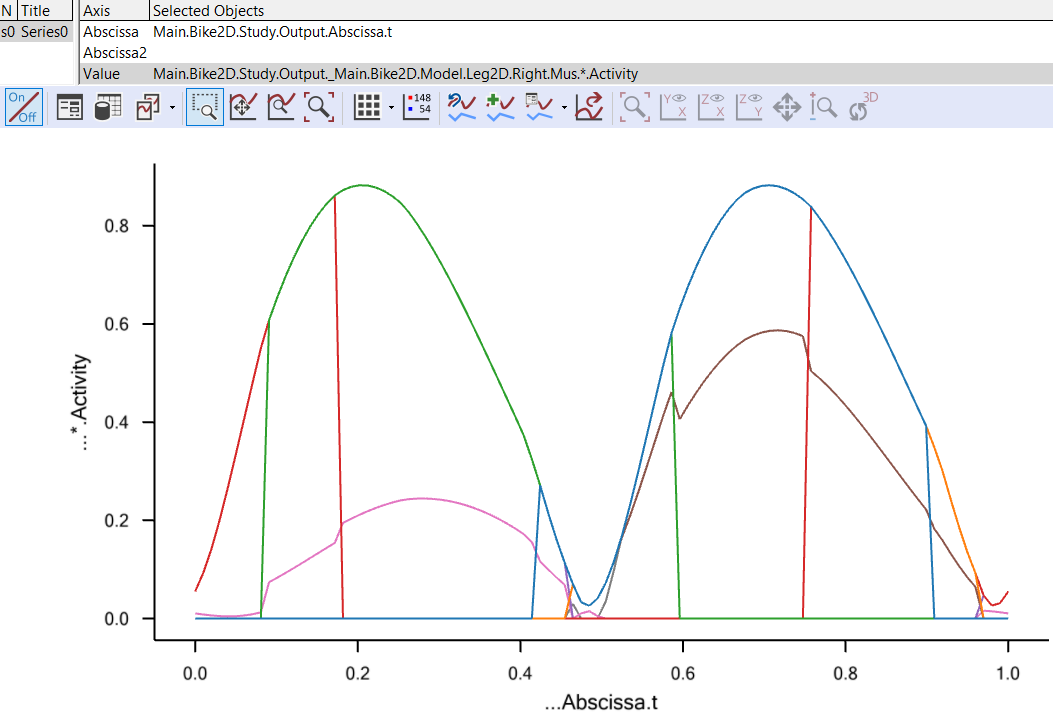 N Title Axis Selected Objects
s0 Series0 Abscissa Main.Bike2D.Study.Output.Abscissa.t
Abscissa2
Value Main.Bike2D.Study.Output._Main.Bike2D.Model.Leg2D.Right.Mus.*.Activity
On Off 148 54 Y X Z X Z Y 3D
0.8
0.6
0.4
0.2
0.0
...*.Activity
0.0 0.2 0.4 0.6 0.8 1.0
...Abscissa.t